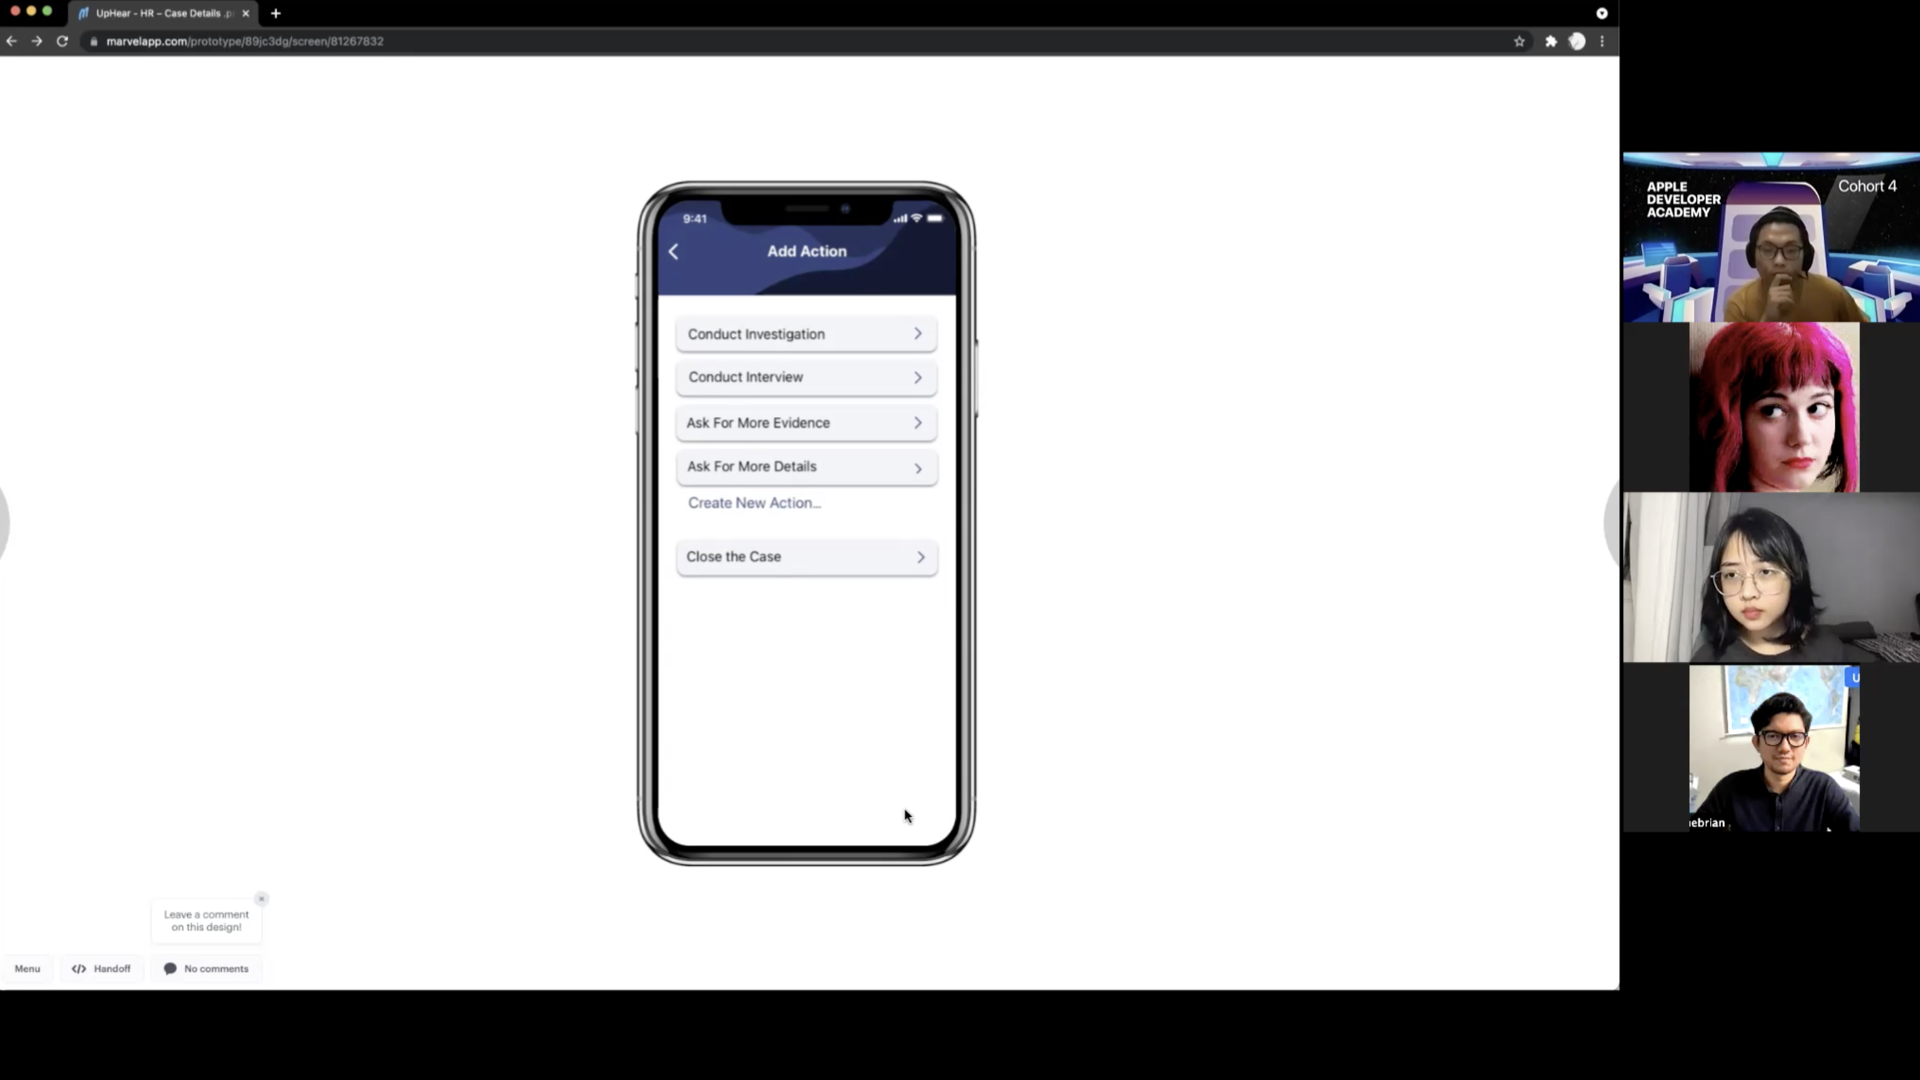 UpHear - HR – Case Details .p
marvelapp.com/prototype/89jc3dg/screen/81267832
9:41
Add Action
Conduct Investigation
Conduct Interview
Ask For More Evidence
Ask For More Details
Create New Action...
Close the Case
Leave a comment
on this design!
Menu
</> Handoff
No comments
APPLE
DEVELOPER
ACADEMY
Cohort 4
U
ebrian